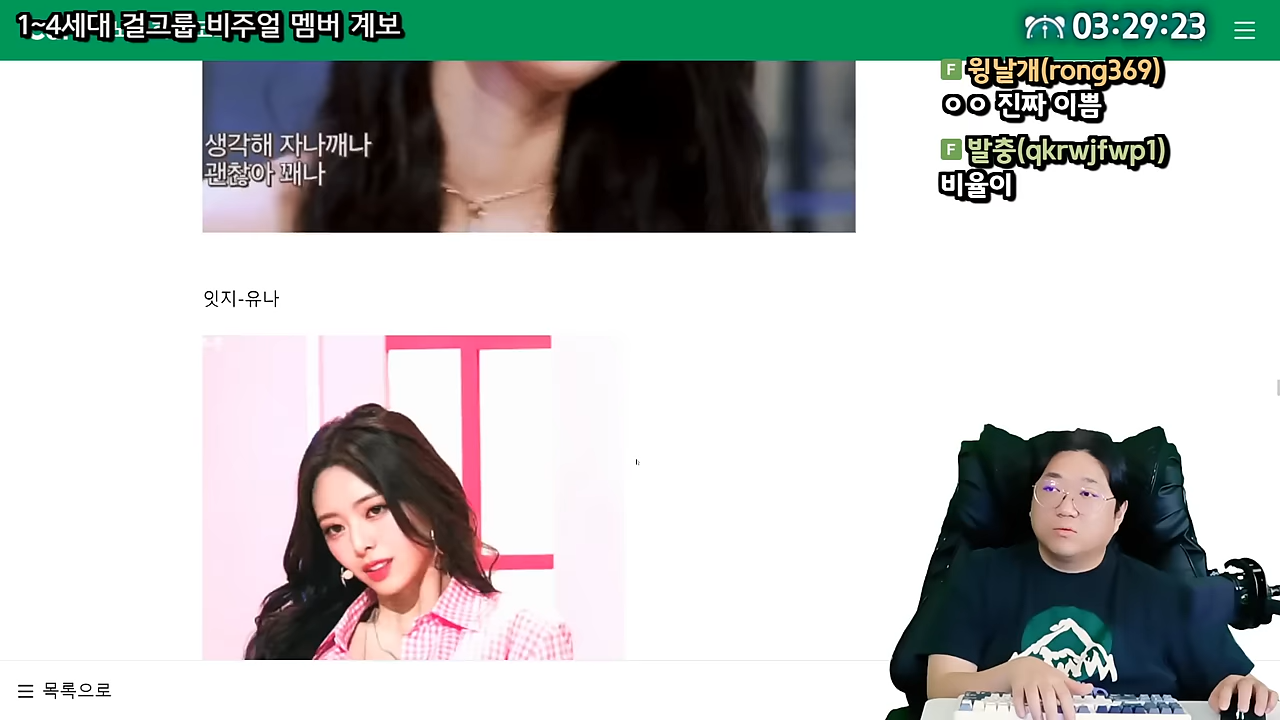 1~4세대 걸그룹 비주얼 멤버 계보
03:29:23
F 윙날개(rong369)
ㅇㅇ 진짜 이쁨
F 발충(qkrwjfwp1)
비율이
생각해 자나깨나
괜찮아 꽤나
잇지-유나
목록으로